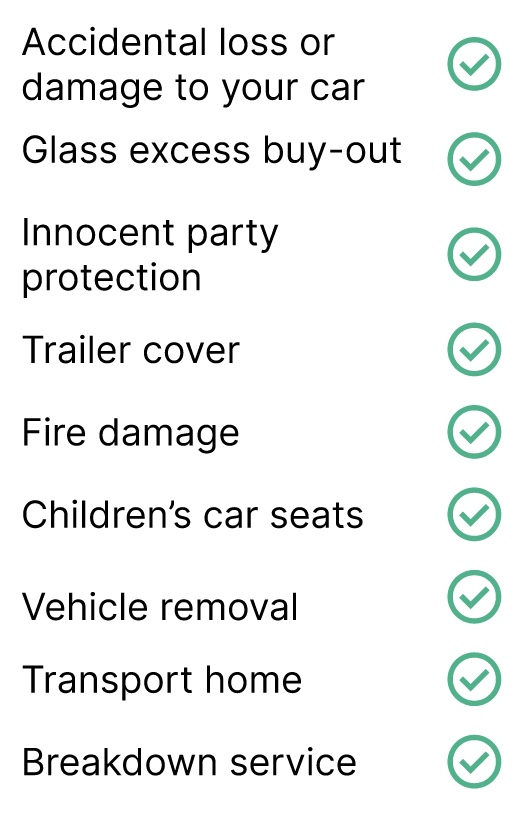 Accidental loss or
damage to your car
Glass excess buy-out
Innocent party
protection
Trailer cover
Fire damage
Children’s car seats
Vehicle removal
Transport home
Breakdown service